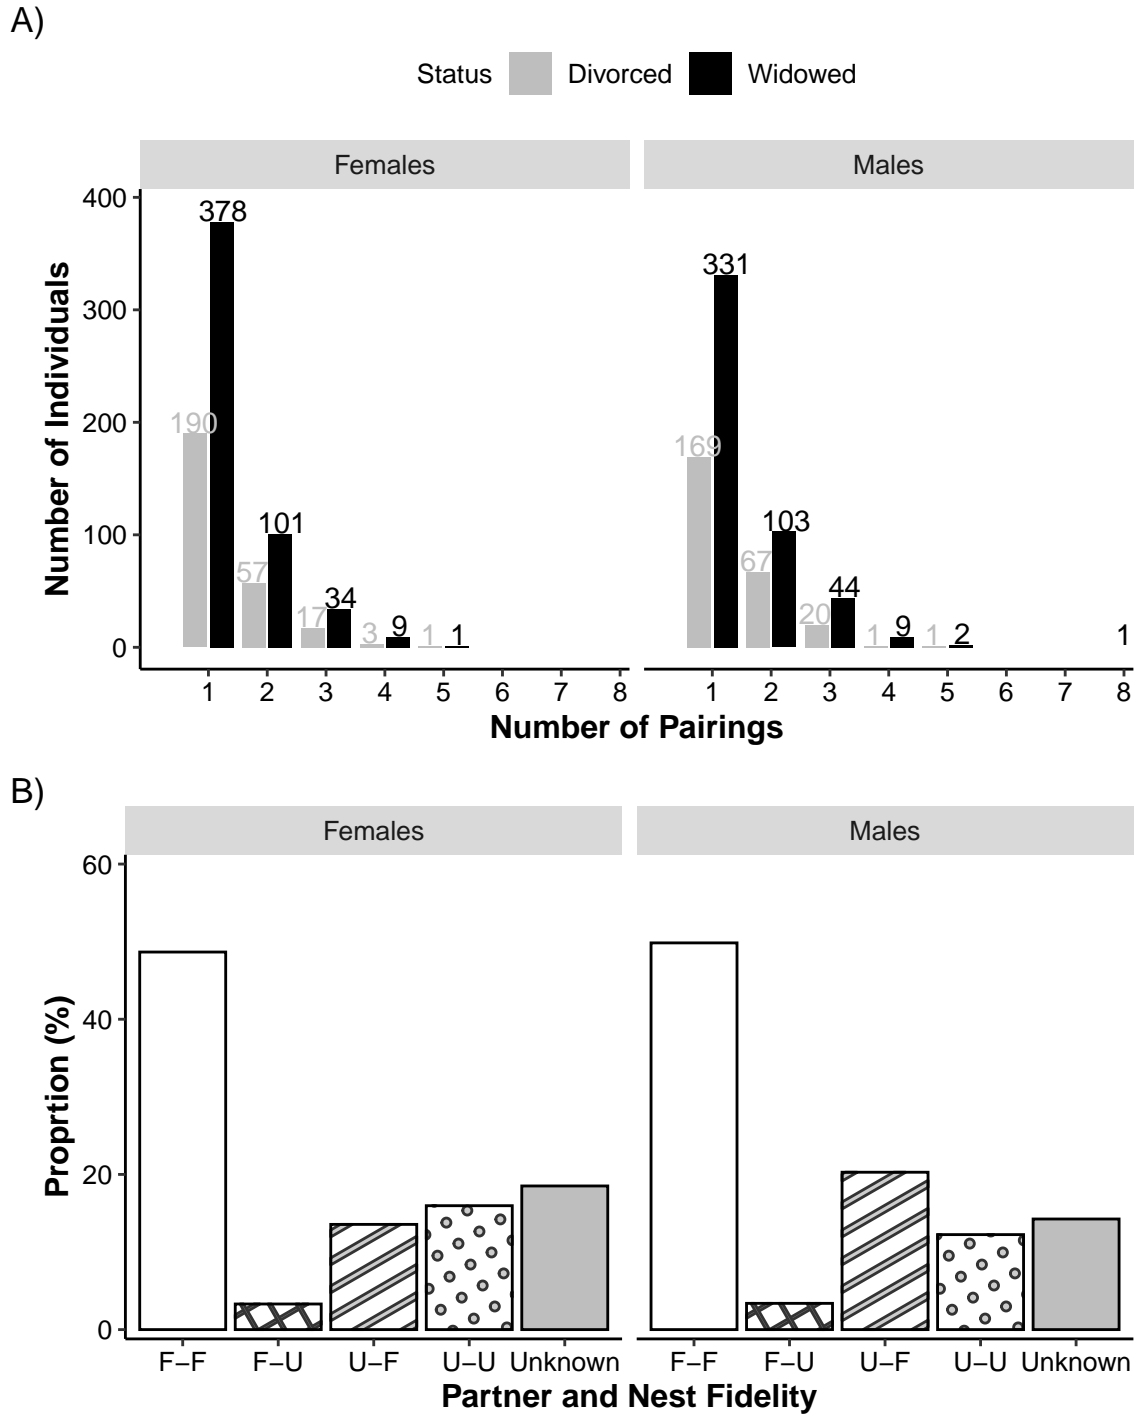 A)
Status Divorced Widowed
Females Males
400
300
200
100
0
Number of Individuals
378
190
101
57
34
17
9
3
1
1
331
169
103
67
44
20
9
1
2
1
1
1 2 3 4 5 6 7 8 1 2 3 4 5 6 7 8
Number of Pairings
B)
Females Males
60
40
20
0
Proprtion (%)
F–F F–U U–F U–U Unknown F–F F–U U–F U–U Unknown
Partner and Nest Fidelity